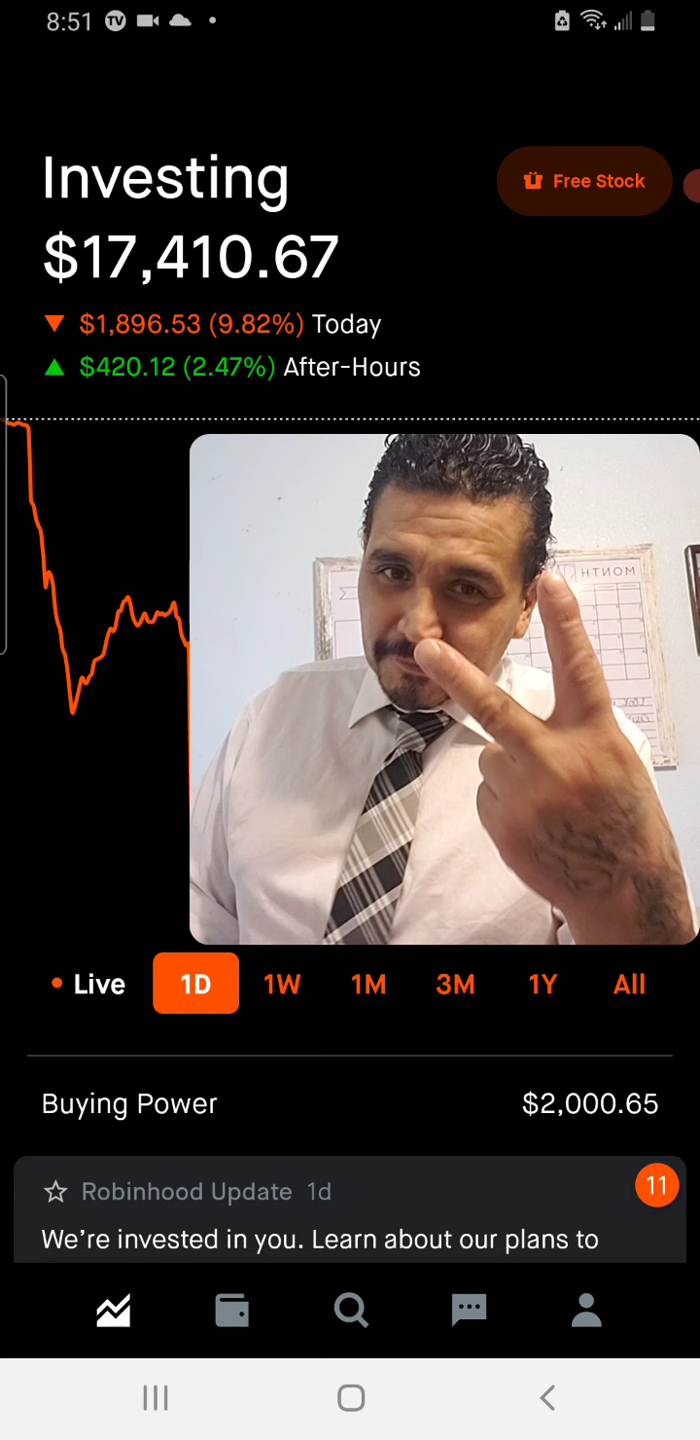 8:51 TV
Investing
Free Stock
$17,410.67
▼ $1,896.53 (9.82%) Today
▲ $420.12 (2.47%) After-Hours
MONTH
Live 1D 1W 1M 3M 1Y All
Buying Power $2,000.65
Robinhood Update 1d
11
We’re invested in you. Learn about our plans to